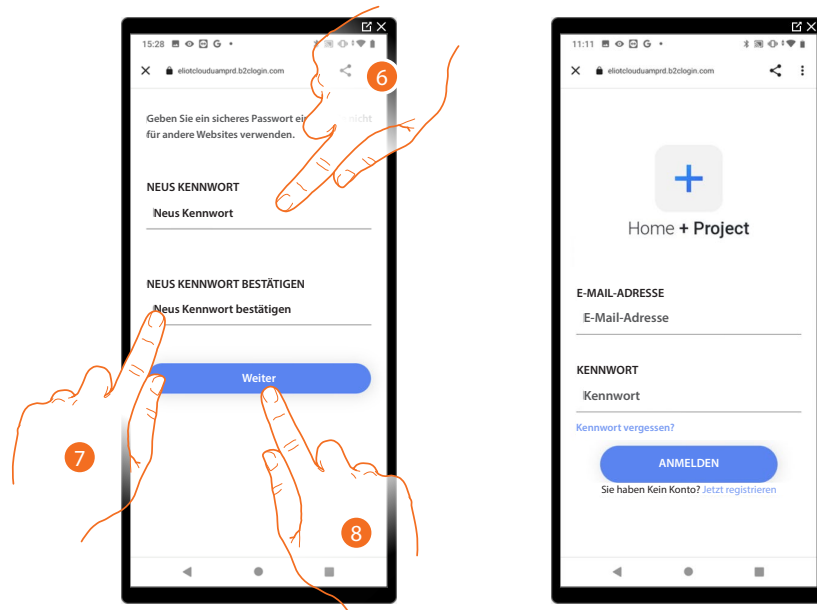 15:28 G
eliotclouduamprd.b2clogin.com
6
Geben Sie ein sicheres Passwort ein nicht
für andere Websites verwenden.
NEUS KENNWORT
Neus Kennwort
NEUS KENNWORT BESTÄTIGEN
Neus Kennwort bestätigen
Weiter
7
8
11:11 G
eliotclouduamprd.b2clogin.com
Home + Project
E-MAIL-ADRESSE
E-Mail-Adresse
KENNWORT
Kennwort
Kennwort vergessen?
ANMELDEN
Sie haben Kein Konto? Jetzt registrieren